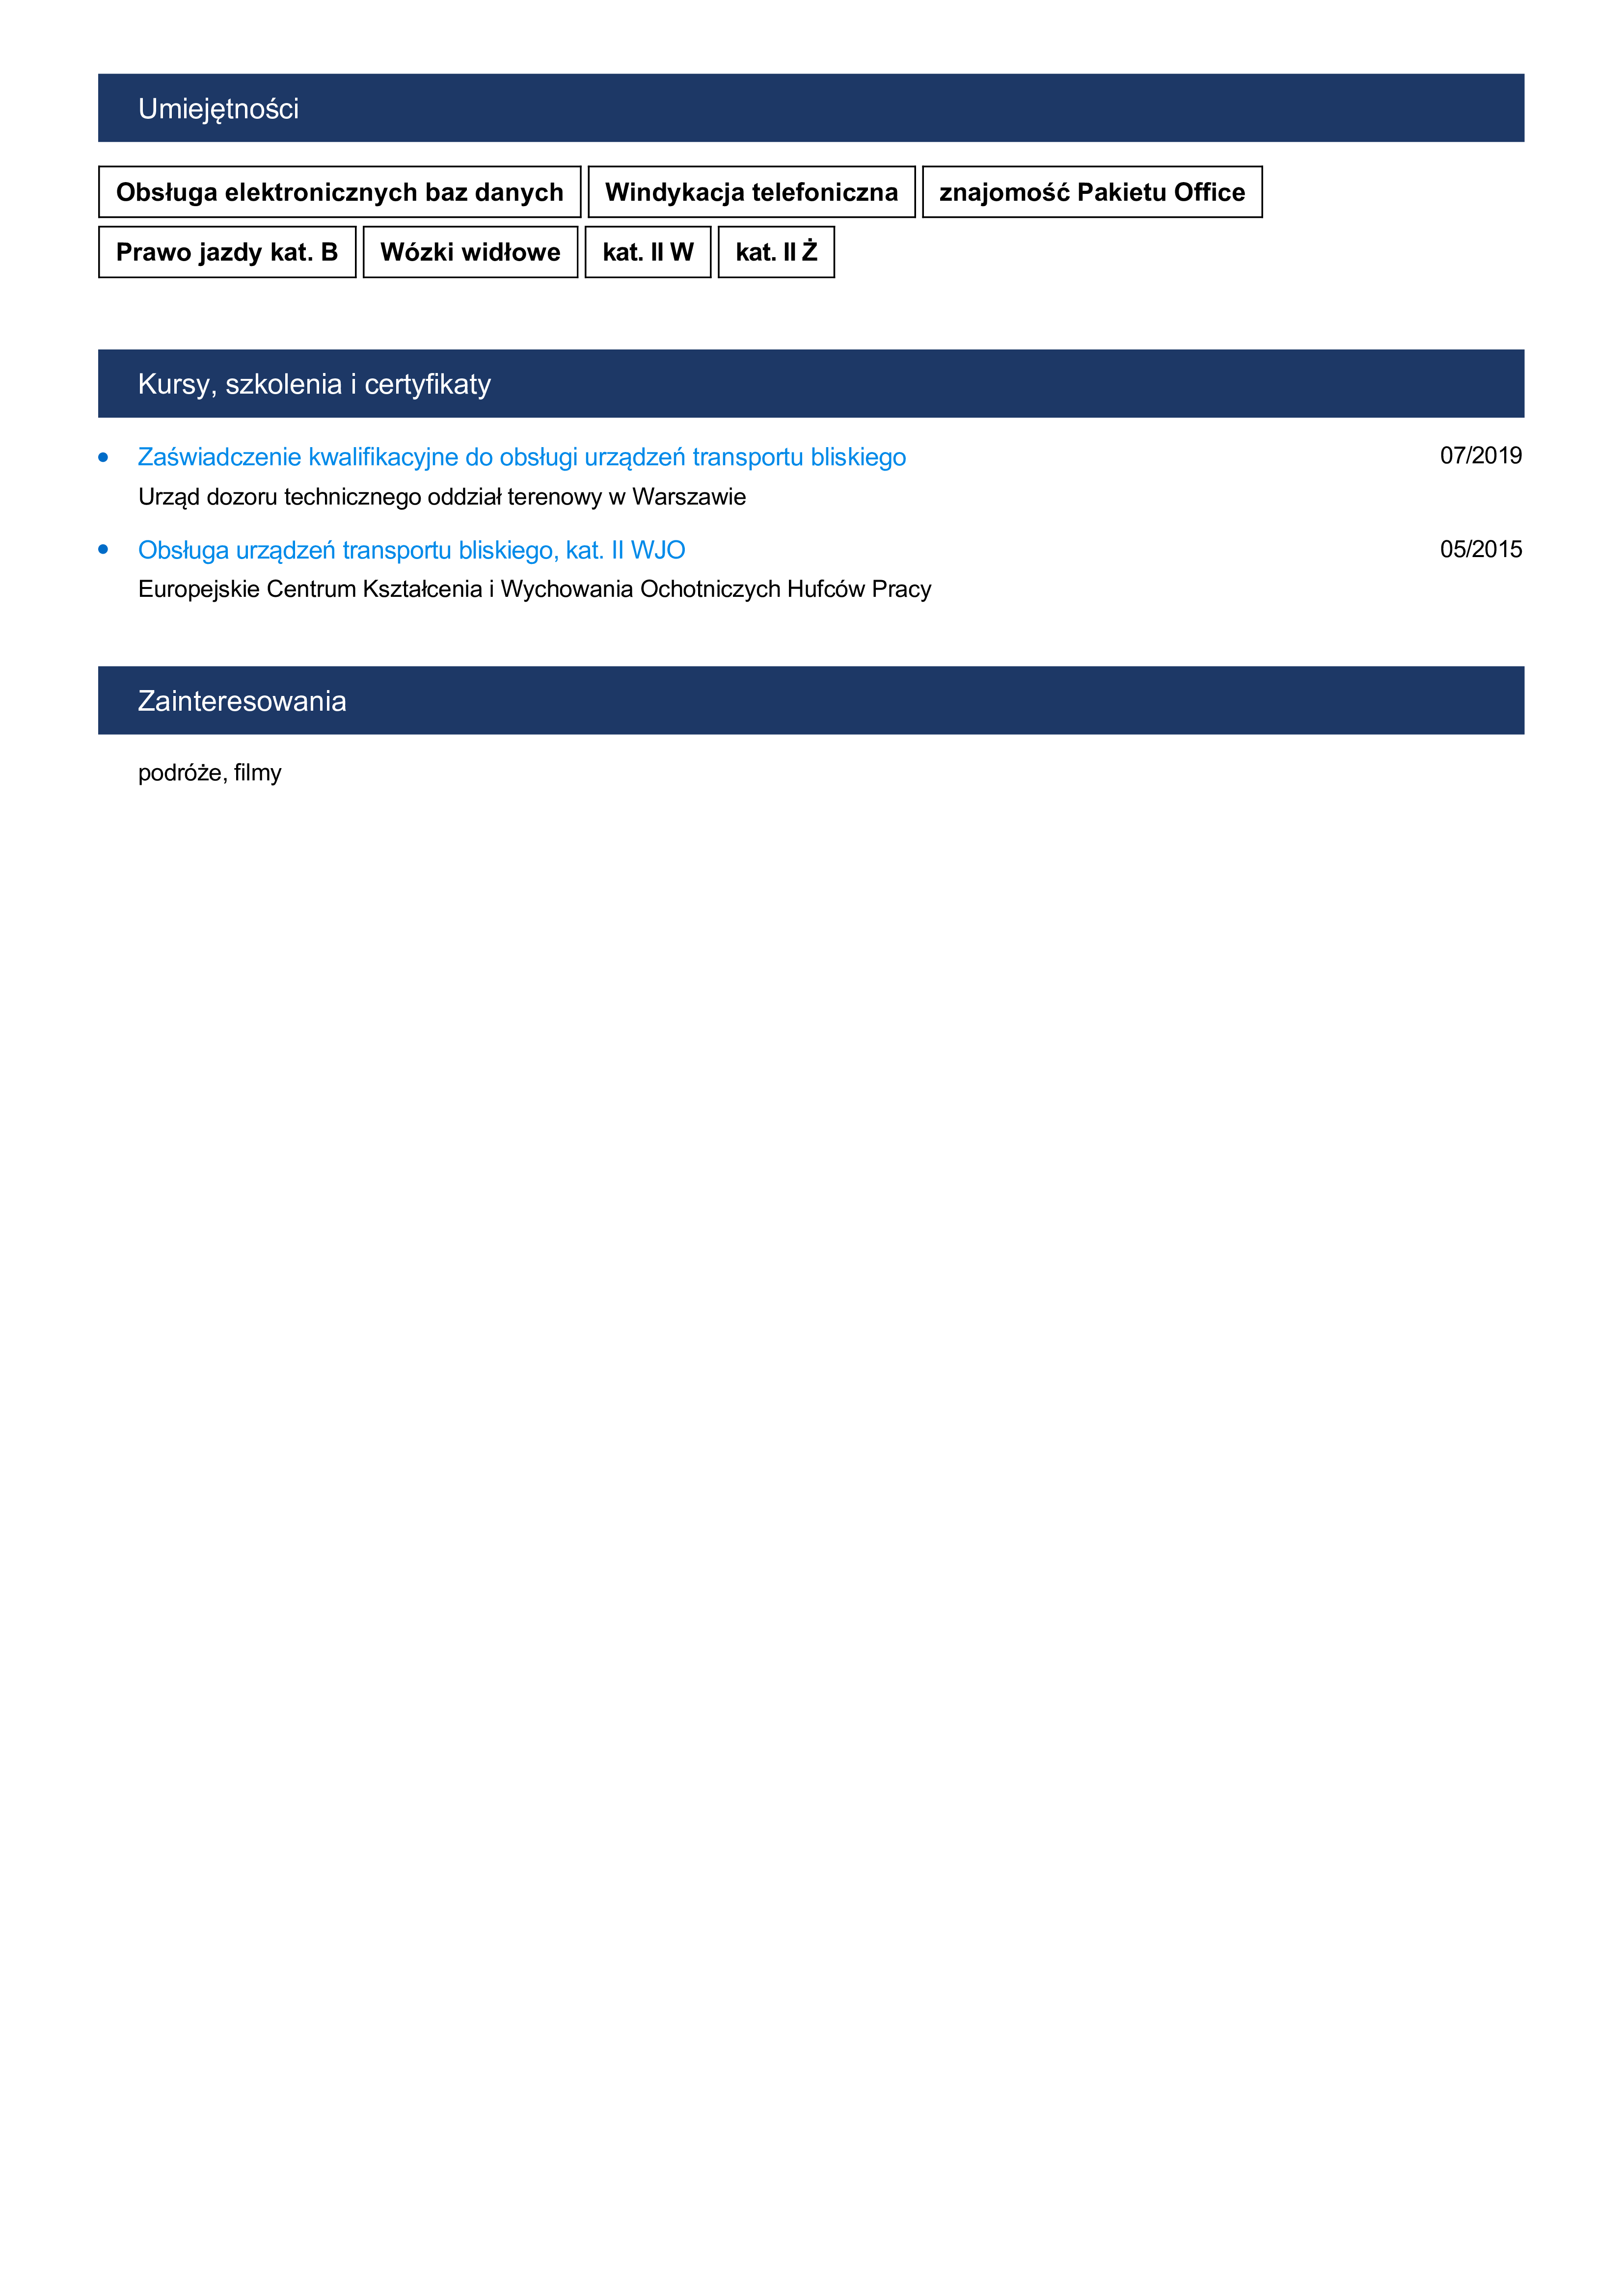 Umiejętności
Obsługa elektronicznych baz danych Windykacja telefoniczna znajomość Pakietu Office
Prawo jazdy kat. B Wózki widłowe kat. II W kat. II Ż
Kursy, szkolenia i certyfikaty
Zaświadczenie kwalifikacyjne do obsługi urządzeń transportu bliskiego 07/2019
Urząd dozoru technicznego oddział terenowy w Warszawie
Obsługa urządzeń transportu bliskiego, kat. II WJO 05/2015
Europejskie Centrum Kształcenia i Wychowania Ochotniczych Hufców Pracy
Zainteresowania
podróże, filmy